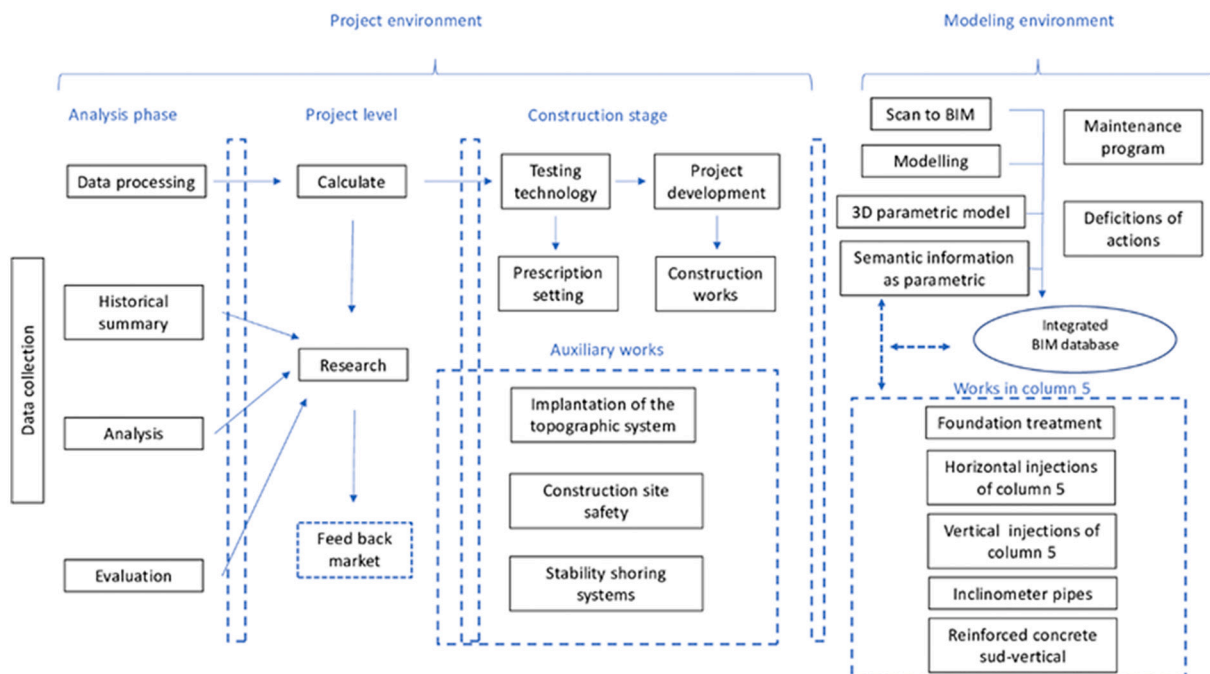 Project environment
Modeling environment
Analysis phase
Project level
Construction stage
Data collection
Data processing
Historical
summary
Analysis
Evaluation
Calculate
Research
Feed back
market
Testing
technology
Project
development
Prescription
setting
Construction
works
Auxiliary works
Implantation of the
topographic system
Construction site
safety
Stability shoring
systems
Scan to BIM
Modelling
3D parametric model
Semantic information
as parametric
Maintenance
program
Deficitions of
actions
Integrated
BIM database
Works in column 5
Foundation treatment
Horizontal injections
of column 5
Vertical injections
of column 5
Inclinometer pipes
Reinforced concrete
sud-vertical